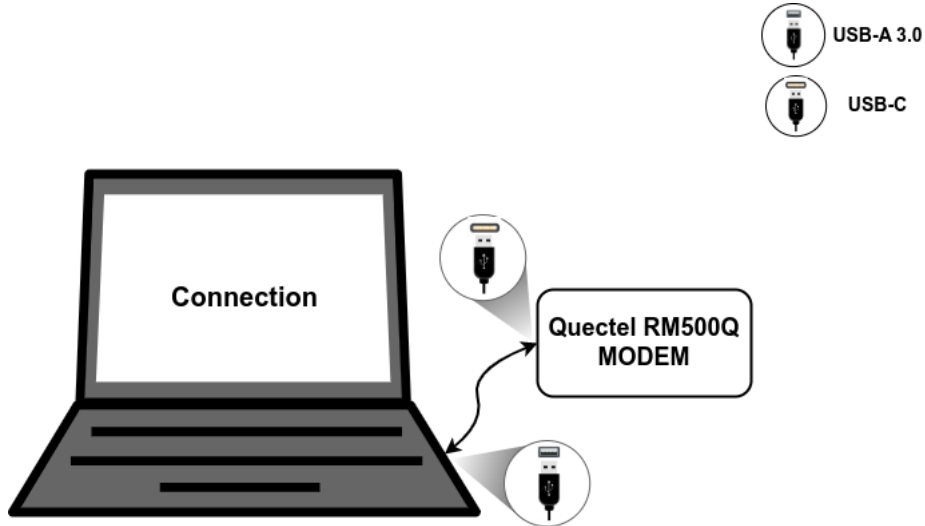 USB-A 3.0
USB-C
Connection
Quectel RM500Q
MODEM